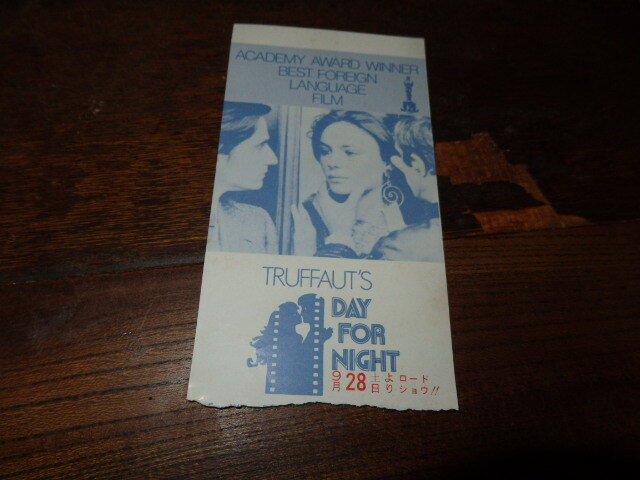 ACADEMY AWARD WINNER
BEST FOREIGN
LANGUAGE
FILM
TRUFFAUT'S
DAY
FOR
NIGHT
9月28土日よりロードショウ!!